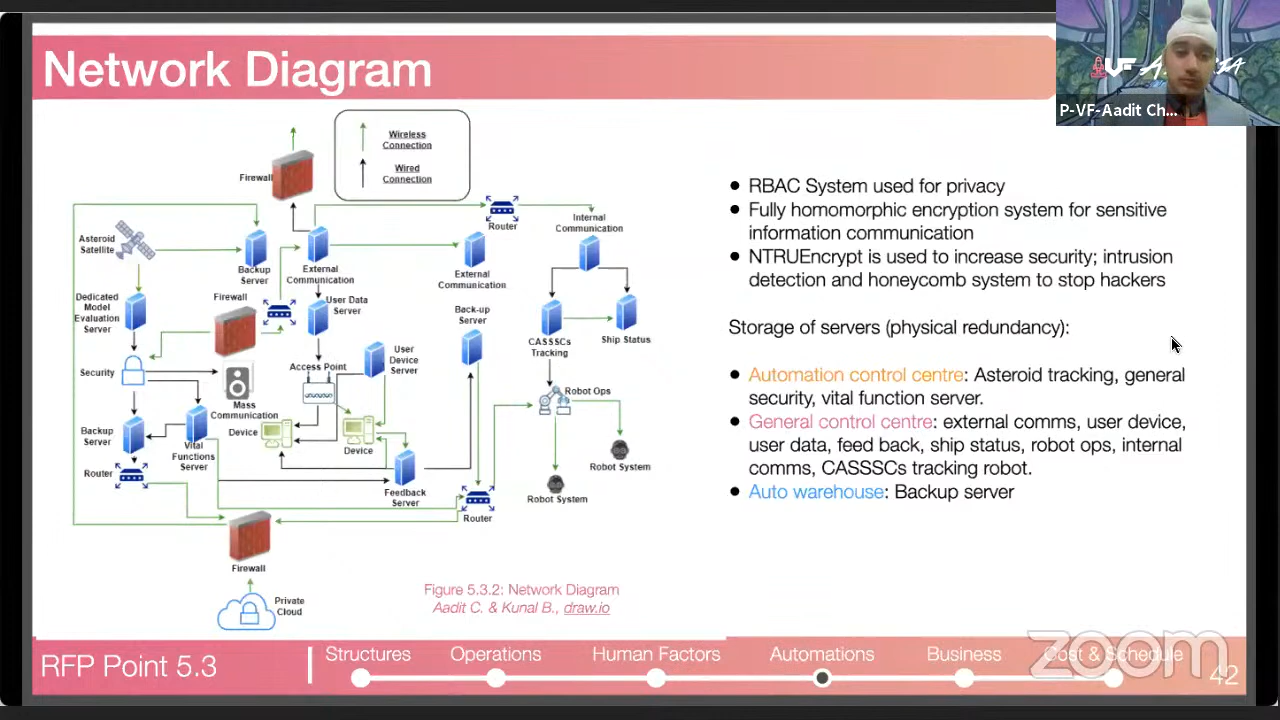 Network Diagram
P-VF-Aadit Ch...
VF
Wireless
Connection
Wired
Connection
Firewall
Asteroid
Satellite
Backup
Server
External
Communication
Router
Internal
Communication
External
Communication
Dedicated
Model
Evaluation
Server
Firewall
User Data
Server
Back-up
Server
CASSSCs
Tracking
Ship Status
Security
Mass
Communication
Access Point
User
Device
Server
Robot Ops
Backup
Server
Vital
Functions
Server
Device
Device
Router
Feedback
Server
Router
Robot System
Robot System
Firewall
Private
Cloud
Figure 5.3.2: Network Diagram
Aadit C. & Kunal B., draw.io
● RBAC System used for privacy
● Fully homomorphic encryption system for sensitive
information communication
● NTRUEncrypt is used to increase security; intrusion
detection and honeycomb system to stop hackers
Storage of servers (physical redundancy):
● Automation control centre: Asteroid tracking, general
security, vital function server.
● General control centre: external comms, user device,
user data, feed back, ship status, robot ops, internal
comms, CASSSCs tracking robot.
● Auto warehouse: Backup server
RFP Point 5.3
Structures
Operations
Human Factors
Automations
Business
Cost & Schedule
zoom
42